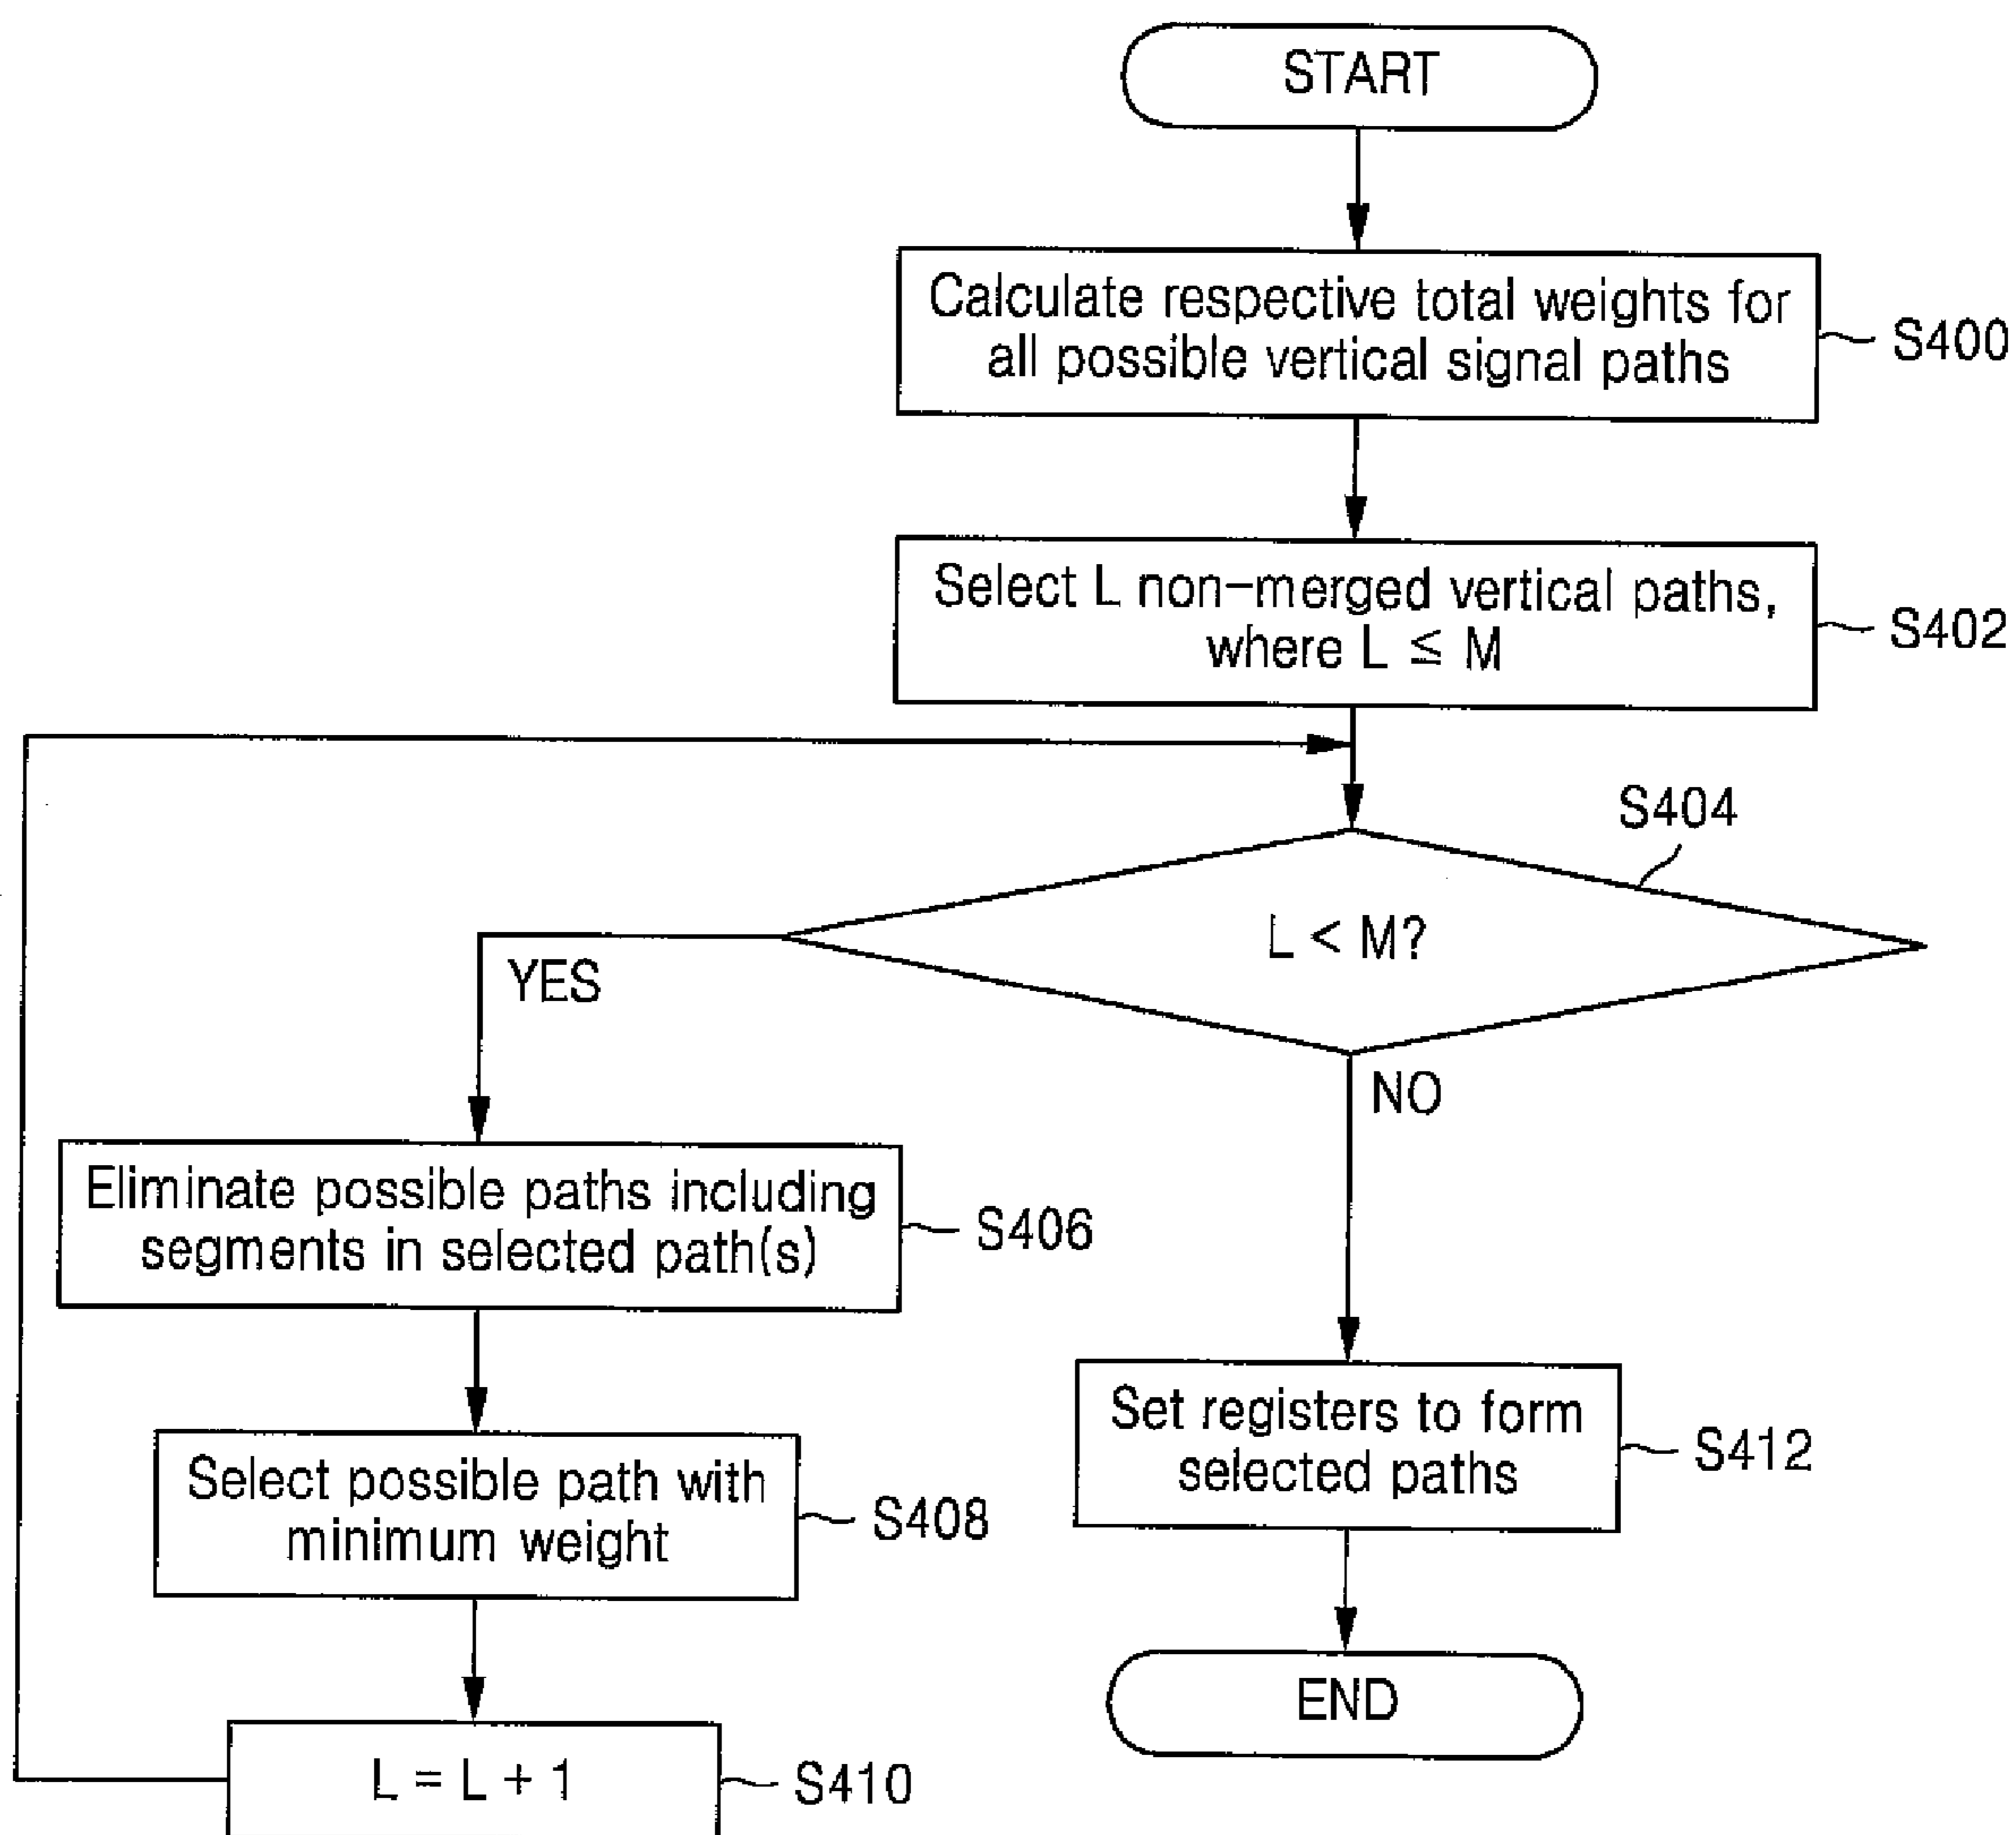 START
Calculate respective total weights for
all possible vertical signal paths
S400
Select L non-merged vertical paths,
where L ≤ M
S402
S404
L < M?
YES
NO
Eliminate possible paths including
segments in selected path(s)
S406
Set registers to form
selected paths
S412
Select possible path with
minimum weight
S408
END
L = L + 1
S410